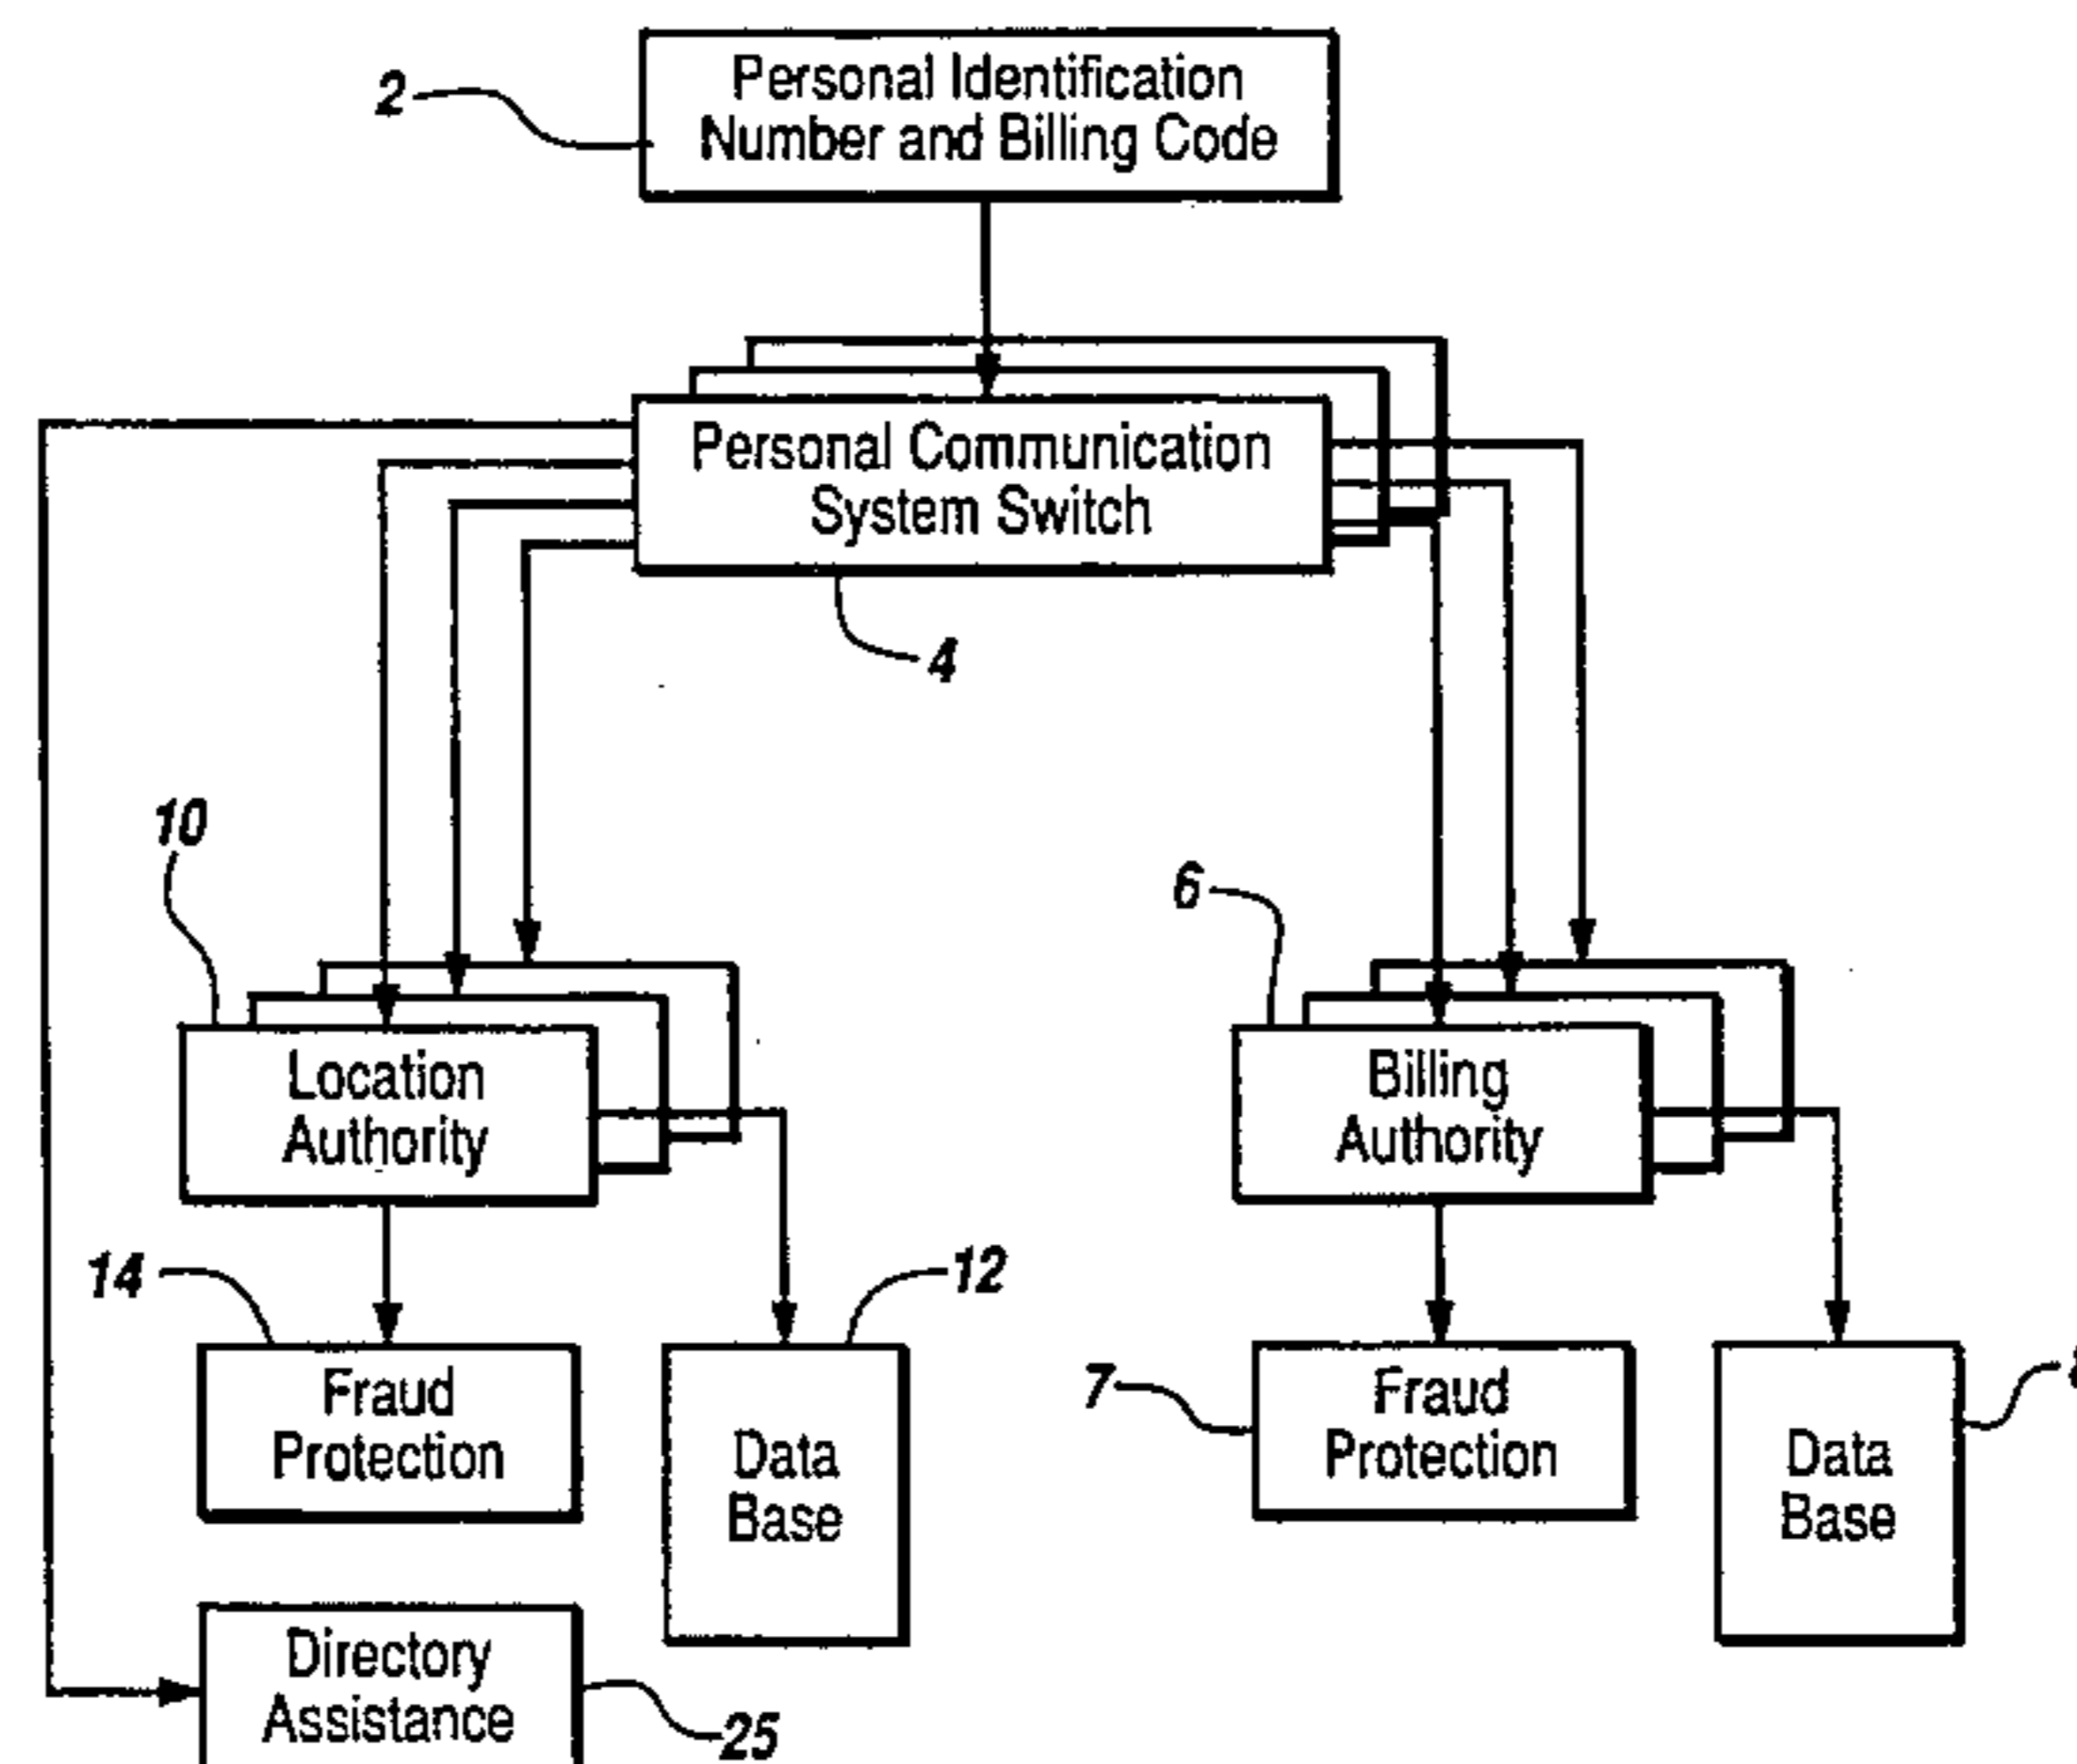 2
Personal Identification
Number and Billing Code
Personal Communication
System Switch
4
10
6
Location
Authority
Billing
Authority
14
12
Fraud
Protection
Data
Base
7
Fraud
Protection
Data
Base
Directory
Assistance
25